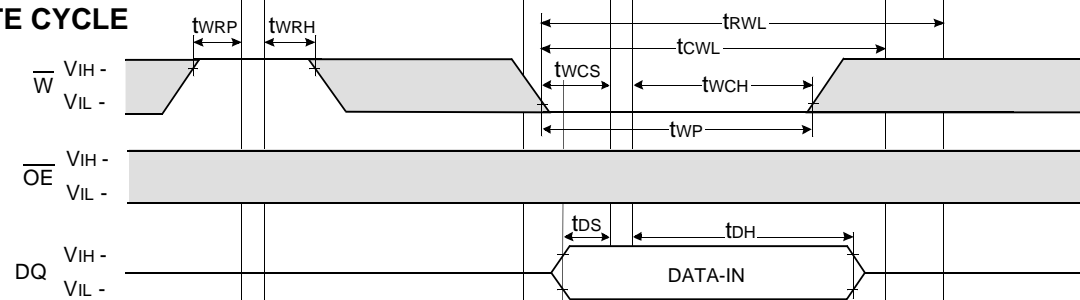 TE CYCLE
tWRP
tWRH
tRWL
tCWL
W
VIH -
VIL -
tWCS
tWCH
tWP
OE
VIH -
VIL -
tDS
tDH
DQ
VIH -
VIL -
DATA-IN